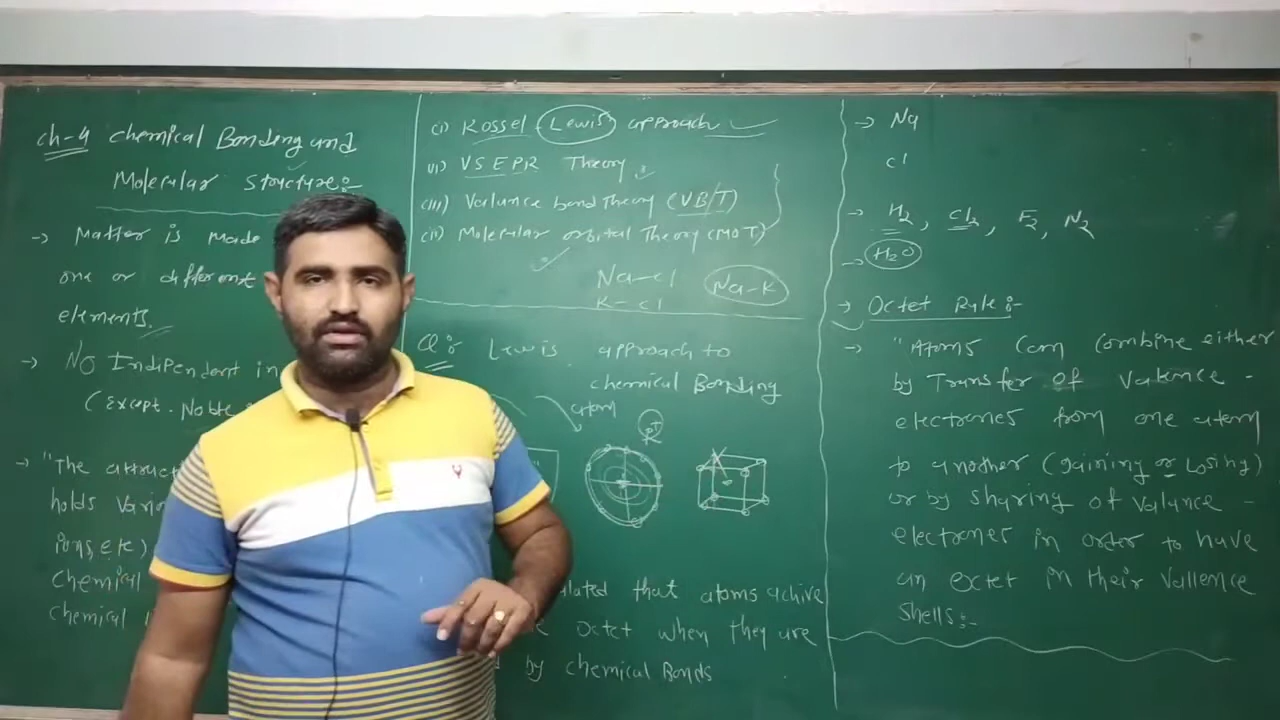 Ch-4 Chemical Bonding and
Molecular Structure:-
→ Matter is made
one or different
elements.
→ No Indipendent in
(Except. Noble
→ "The attract
holds Vario
ions, etc)
Chemical
chemical
(i) Kossel-Lewis approach
(ii) VSEPR Theory
(iii) Valance bond Theory (VBT)
(ii) Molecular orbital Theory (MOT)
Na-Cl
K-Cl
Na-K
Q:- Lewis approach to
chemical Bonding
atom
ulated that atoms achive
Octet when they are
by chemical Bonds
→ Na
Cl
→ H2, Cl2, F2, N2
→ H2O
→ Octet Rule:-
→ "Atoms Can combine either
by Transfer of Valence -
electrones from one atom
to another (gaining or Losing)
or by sharing of Valance -
electrones in order to have
an octet in their Vallence
Shells:-